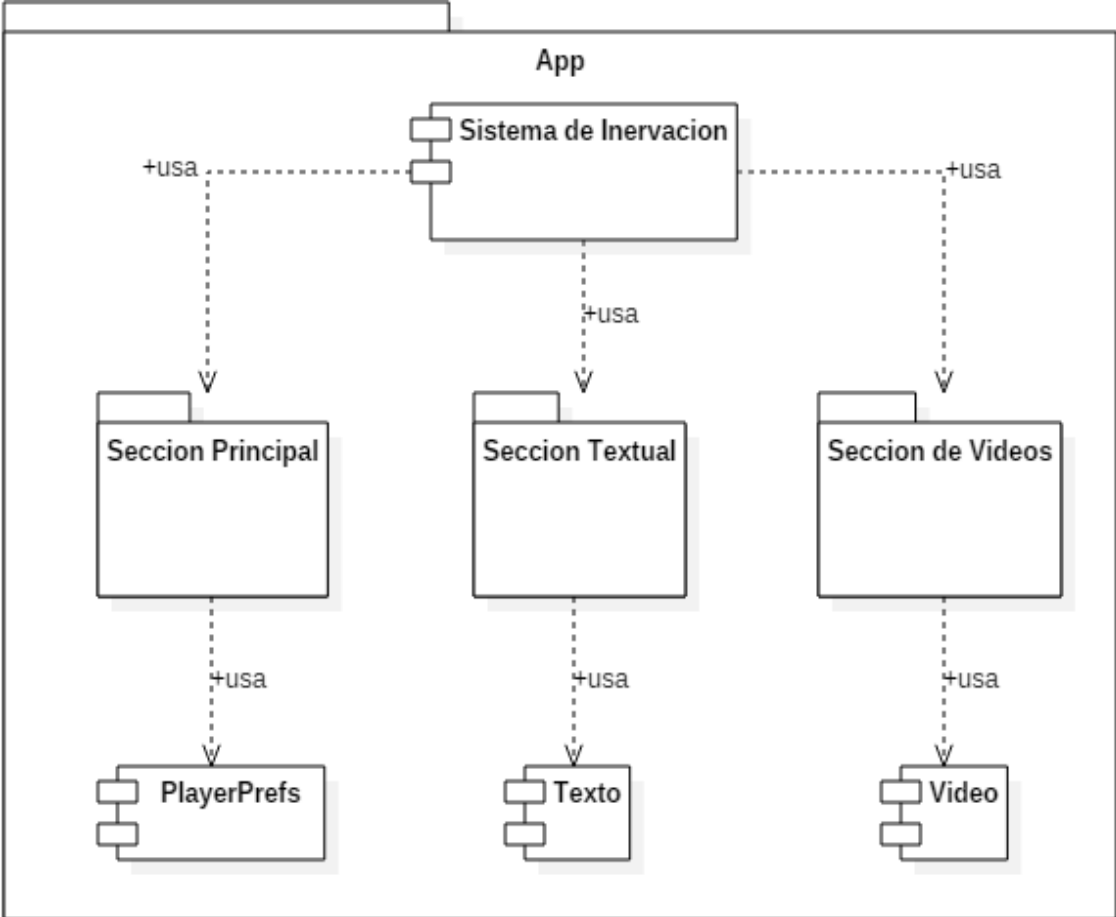 App
Sistema de Inervacion
+usa
+usa
+usa
Seccion Principal
Seccion Textual
Seccion de Videos
+usa
+usa
+usa
PlayerPrefs
Texto
Video